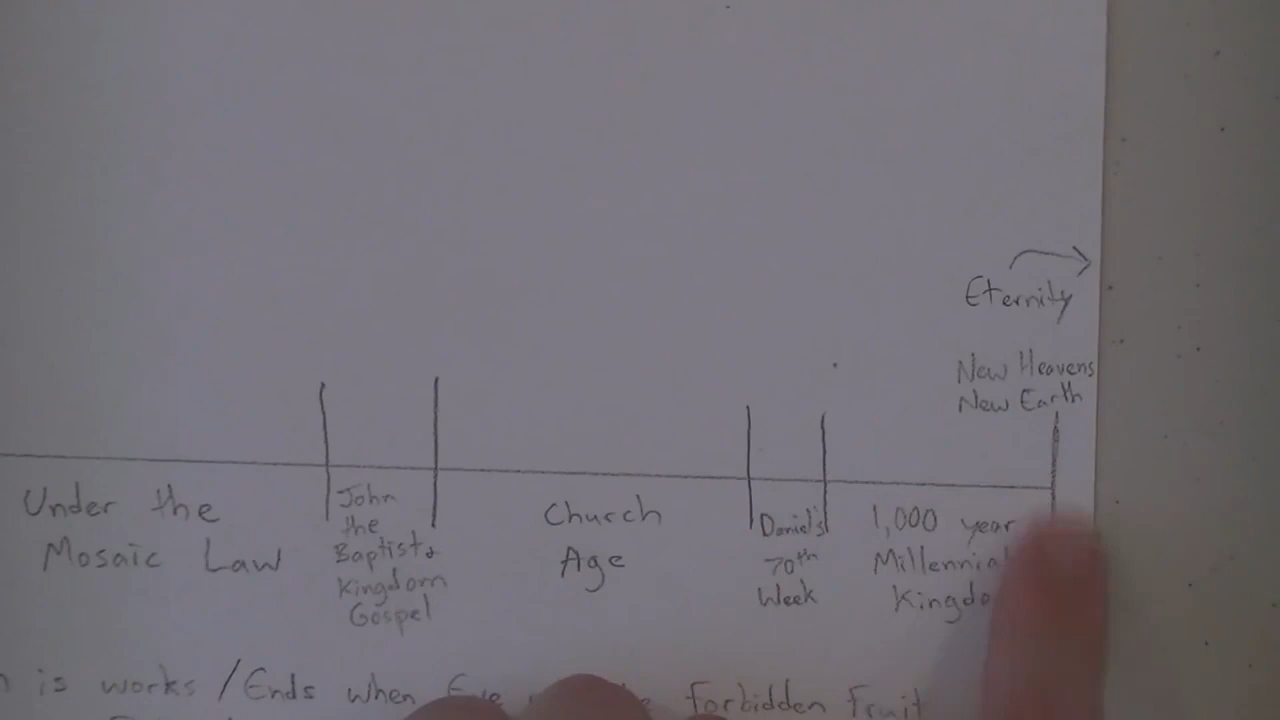 Eternity
New Heavens
New Earth
Under the
Mosaic Law
John
the
Baptist &
Kingdom
Gospel
Church
Age
Daniel's
70th
Week
1,000 year
Millennial
Kingdo
is works / Ends when Eve forbidden fruit